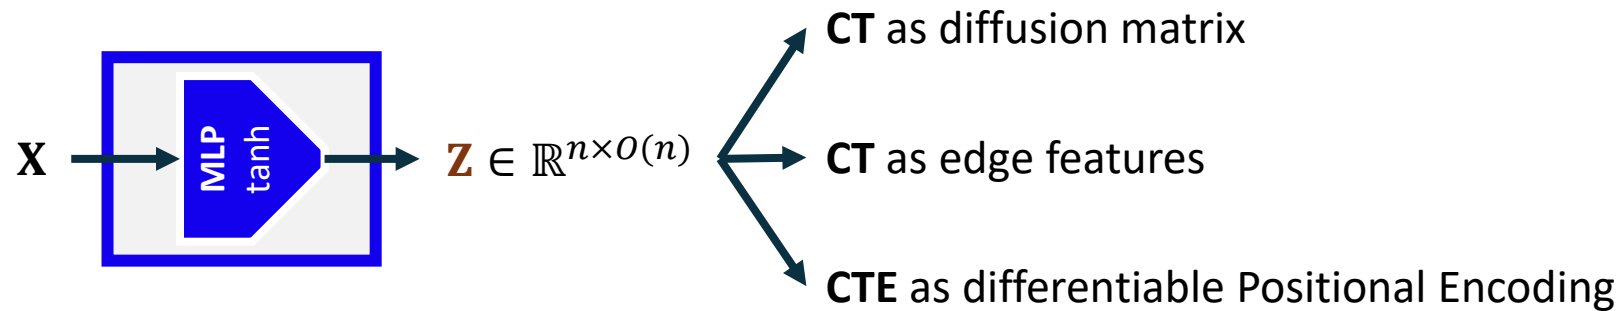 CT as diffusion matrix
X
MLP
tanh
Z ∈ ℝ^{n×O(n)}
CT as edge features
CTE as differentiable Positional Encoding